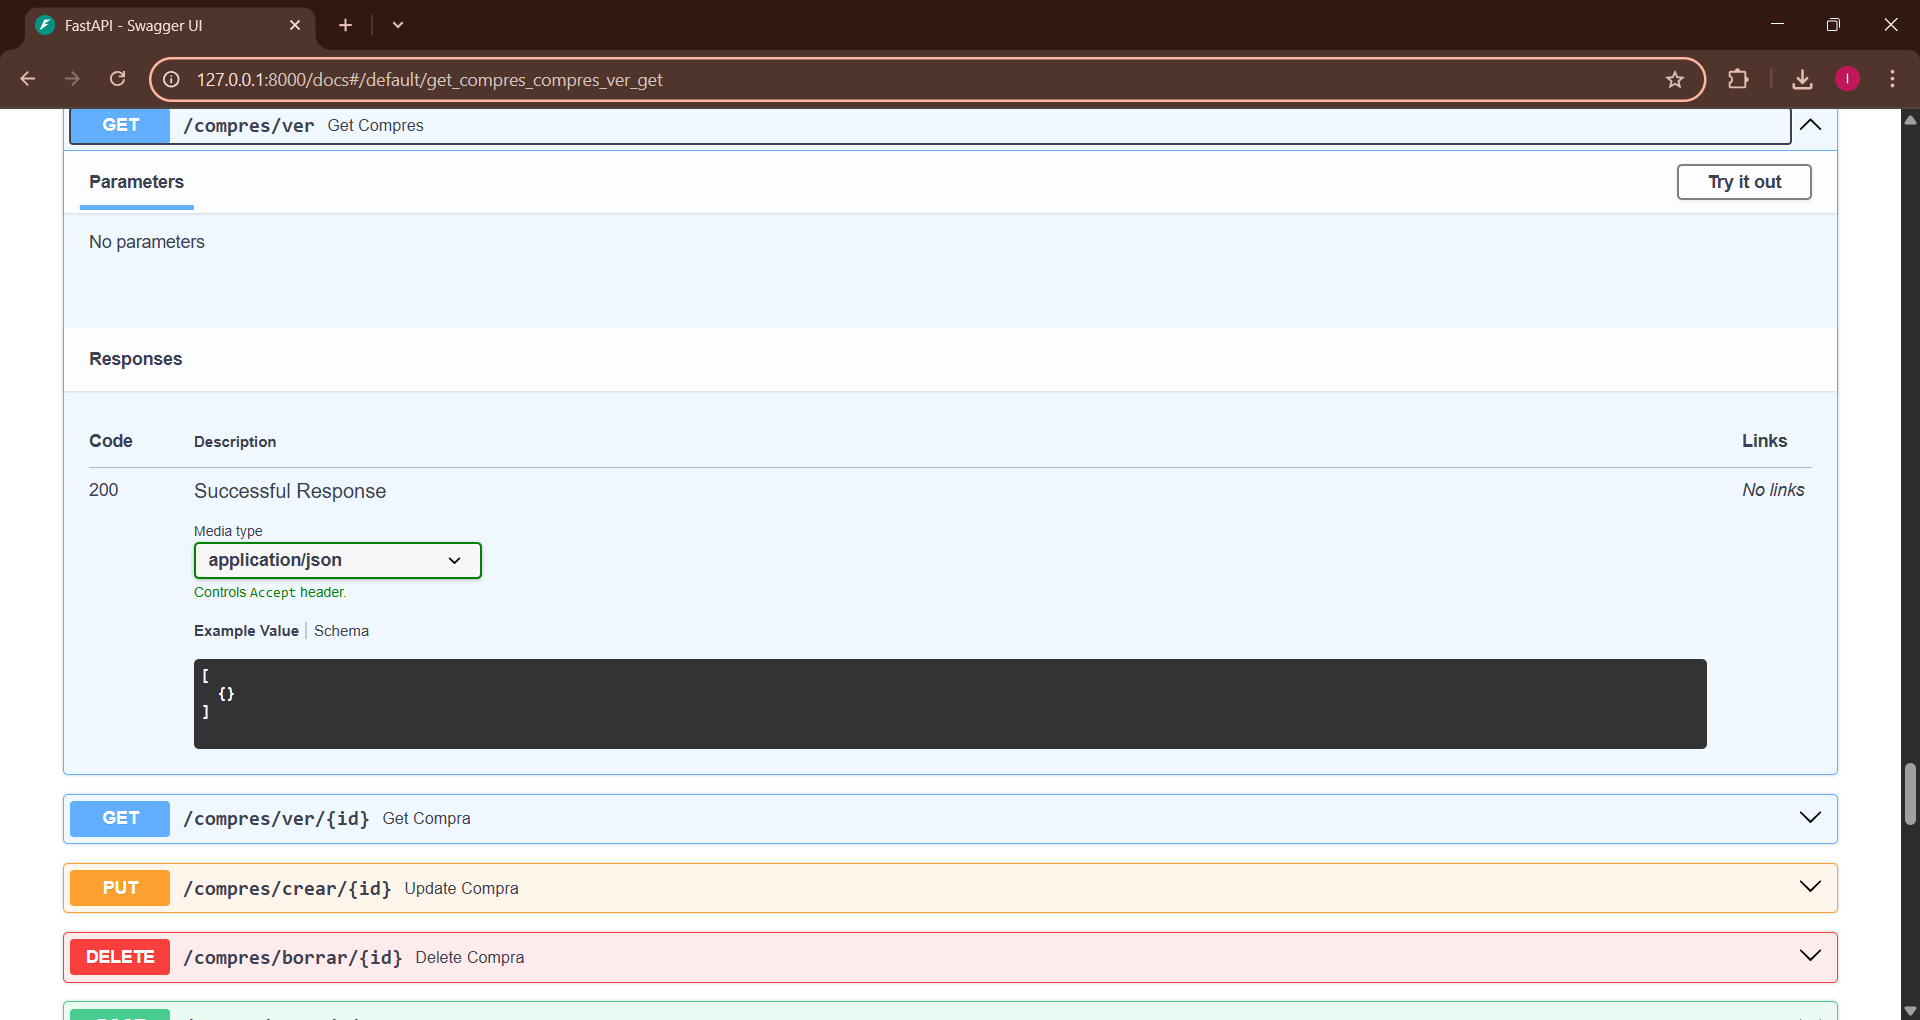 FastAPI - Swagger UI
127.0.0.1:8000/docs#/default/get_compres_compres_ver_get
I
GET /compres/ver Get Compres
Parameters
Try it out
No parameters
Responses
Code Description Links
200 Successful Response No links
Media type
application/json
Controls Accept header.
Example Value Schema
[
{}
]
GET /compres/ver/{id} Get Compra
PUT /compres/crear/{id} Update Compra
DELETE /compres/borrar/{id} Delete Compra